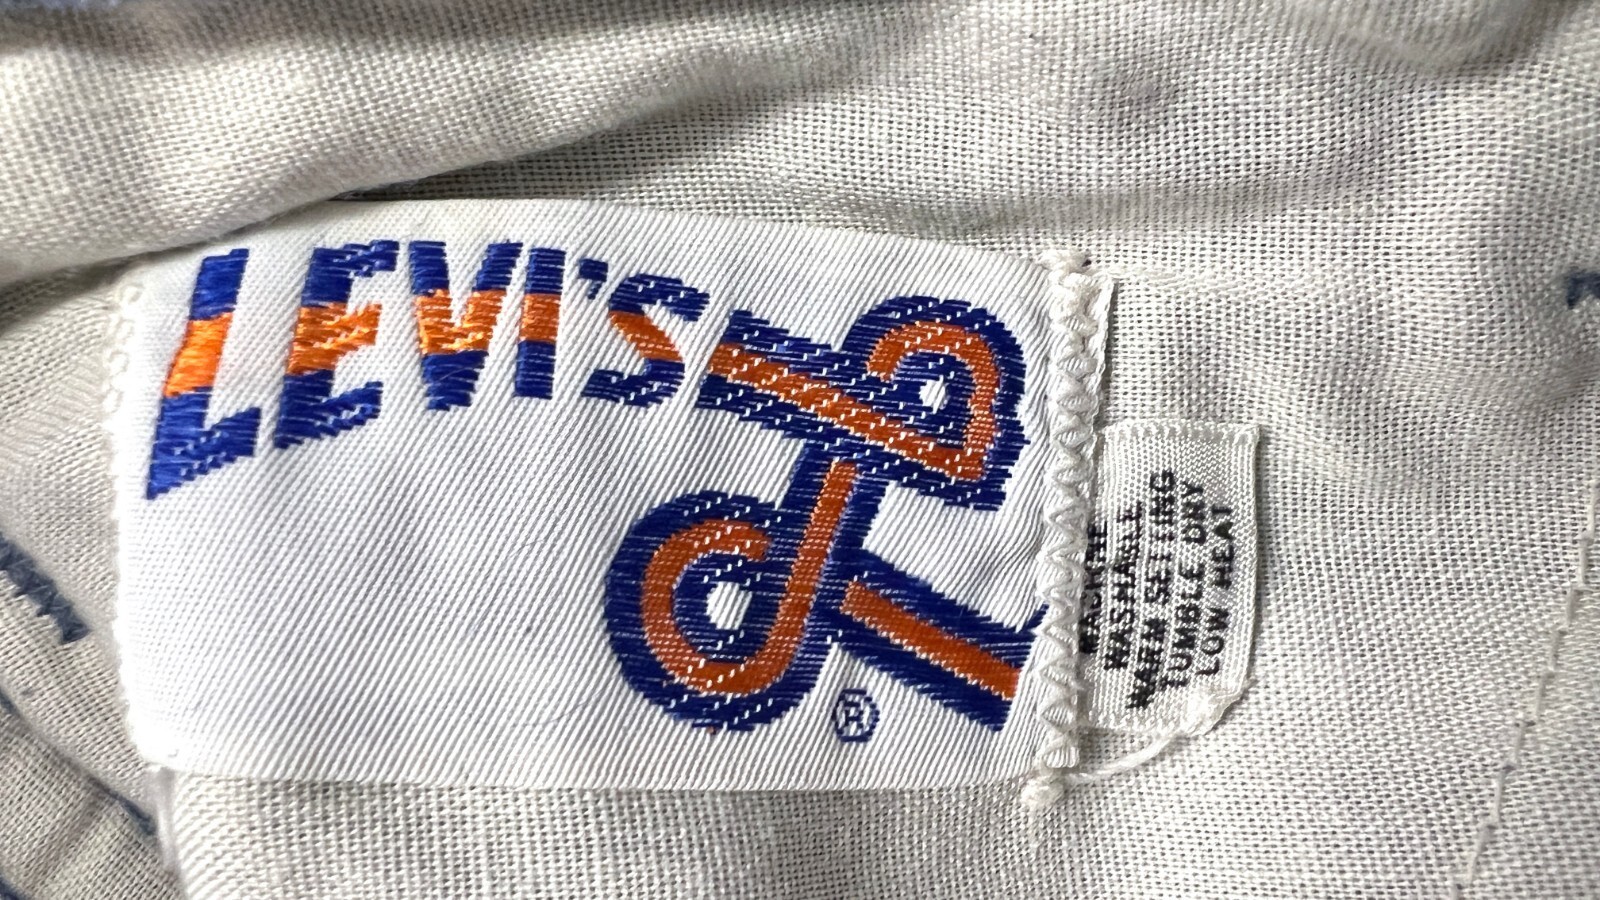 LEVI'S
®
MACHINE
WASHABLE
WARM SETTING
TUMBLE DRY
LOW HEAT